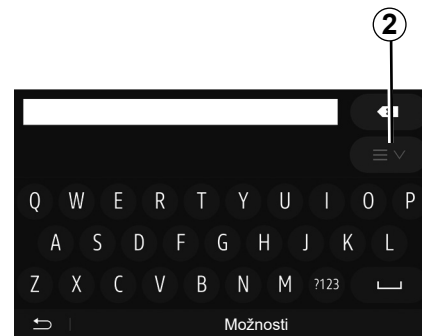 2
Q W E R T Y U I O P
A S D F G H J K L
Z X C V B N M ?123
Možnosti